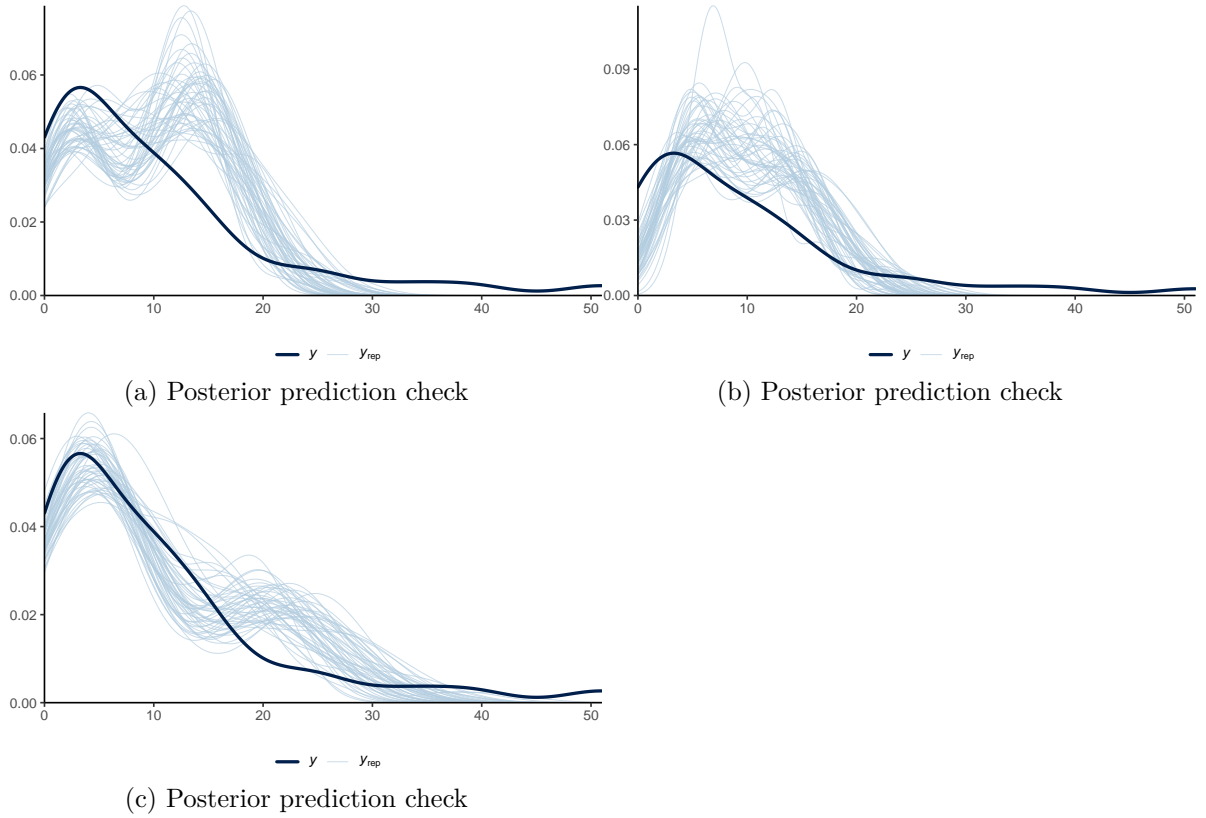 0.06
0.04
0.02
0.00
0 10 20 30 40 50
y yrep
(a) Posterior prediction check
0.09
0.06
0.03
0.00
0 10 20 30 40 50
y yrep
(b) Posterior prediction check
0.06
0.04
0.02
0.00
0 10 20 30 40 50
y yrep
(c) Posterior prediction check